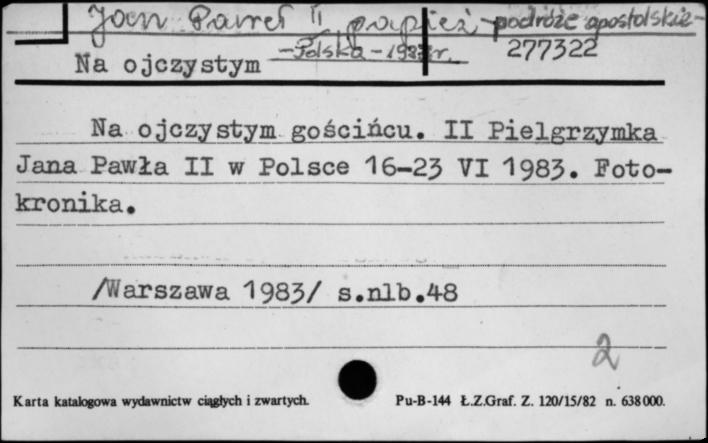 Jan Paweł II papież - podróże apostolskie -
- Polska - 1983 r.
277322
Na ojczystym
Na ojczystym gościńcu. II Pielgrzymka
Jana Pawła II w Polsce 16-23 VI 1983. Foto-
kronika.
/Warszawa 1983/ s.nlb.48
2
Karta katalogowa wydawnictw ciągłych i zwartych.
Pu-B-144 Ł.Z.Graf. Z. 120/15/82 n. 638000.